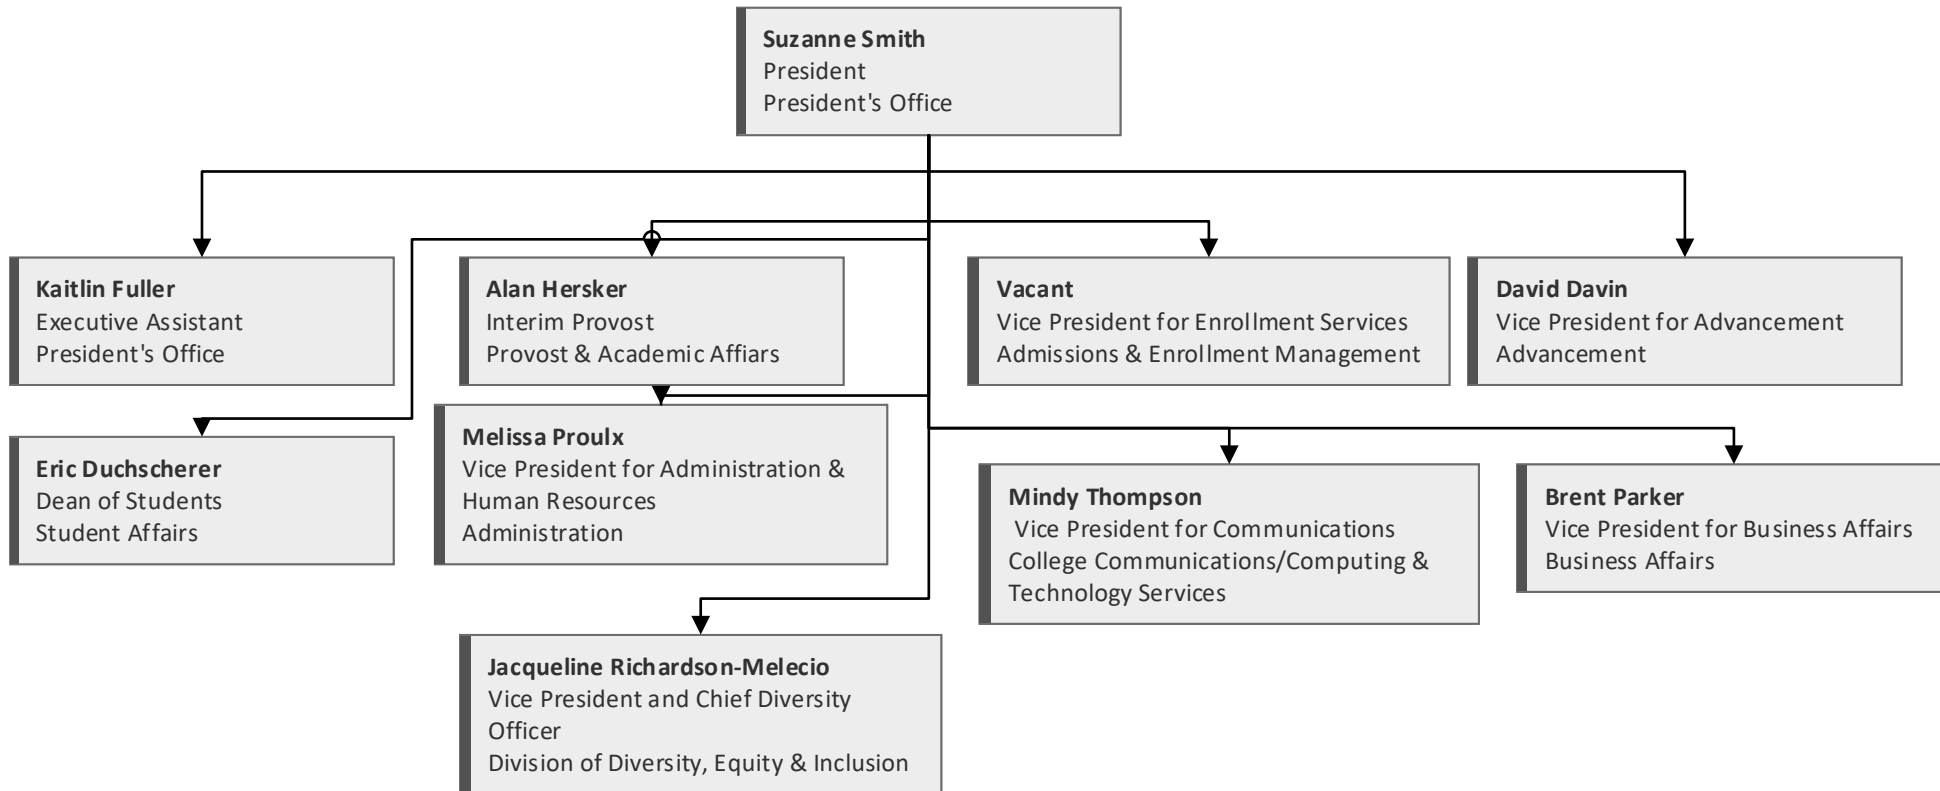 Suzanne Smith
President
President's Office
Kaitlin Fuller
Executive Assistant
President's Office
Alan Hersker
Interim Provost
Provost & Academic Affiars
Vacant
Vice President for Enrollment Services
Admissions & Enrollment Management
David Davin
Vice President for Advancement
Advancement
Eric Duchscherer
Dean of Students
Student Affairs
Melissa Proulx
Vice President for Administration &
Human Resources
Administration
Mindy Thompson
Vice President for Communications
College Communications/Computing &
Technology Services
Brent Parker
Vice President for Business Affairs
Business Affairs
Jacqueline Richardson-Melecio
Vice President and Chief Diversity
Officer
Division of Diversity, Equity & Inclusion